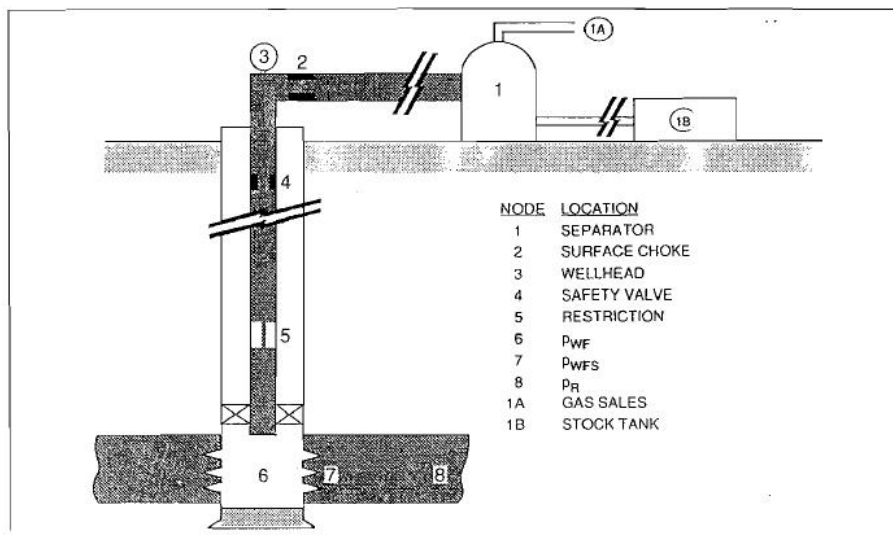 1A
3
2
1
1B
4
NODE LOCATION
1 SEPARATOR
2 SURFACE CHOKE
3 WELLHEAD
4 SAFETY VALVE
5 RESTRICTION
6 pWF
7 pWFS
8 pR
1A GAS SALES
1B STOCK TANK
5
6
7
8